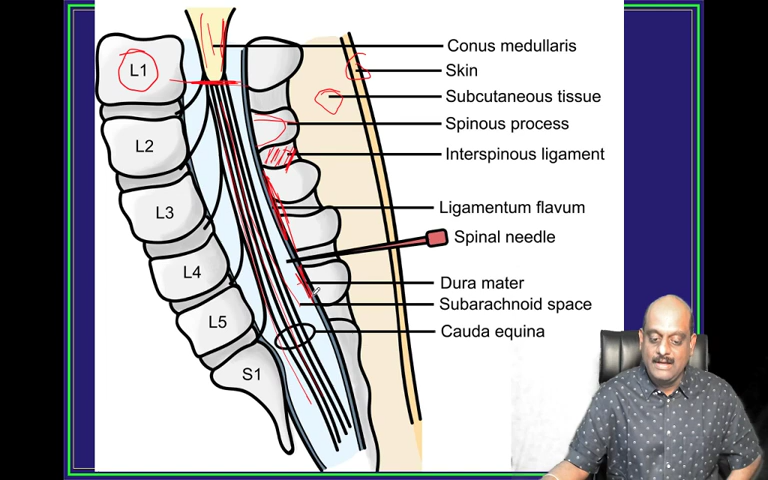 L1
L2
L3
L4
L5
S1
Conus medullaris
Skin
Subcutaneous tissue
Spinous process
Interspinous ligament
Ligamentum flavum
Spinal needle
Dura mater
Subarachnoid space
Cauda equina